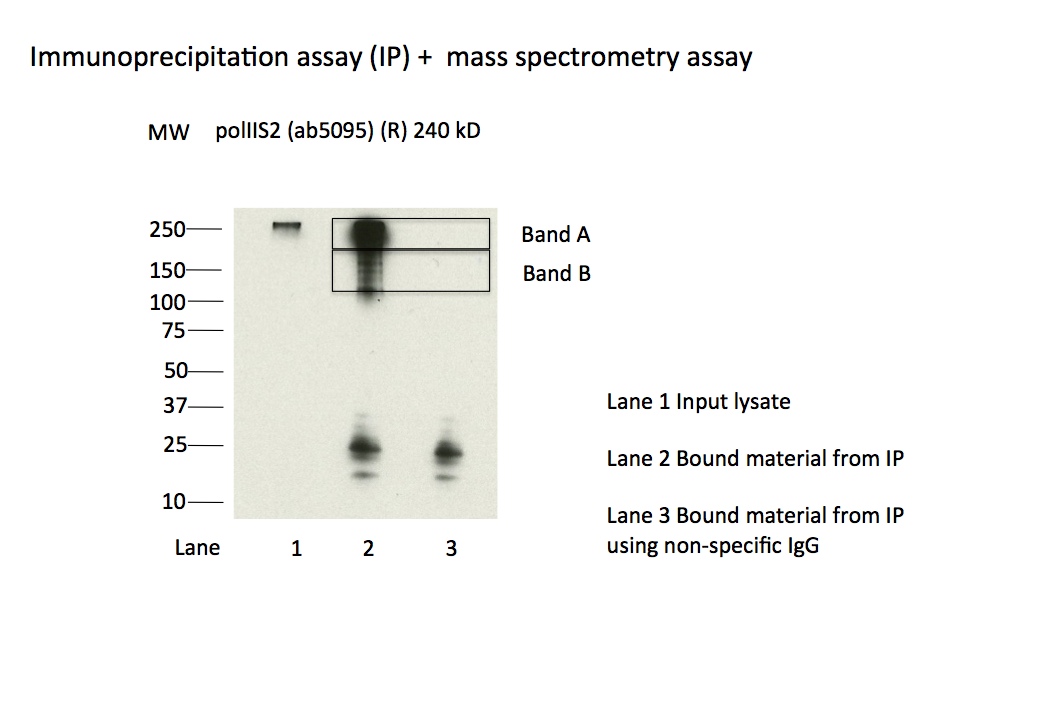 Immunoprecipitation assay (IP) + mass spectrometry assay
MW polIIS2 (ab5095) (R) 240 kD
250
150
100
75
50
37
25
10
Band A
Band B
Lane 1 Input lysate
Lane 2 Bound material from IP
Lane 3 Bound material from IP
using non-specific IgG
Lane 1 2 3